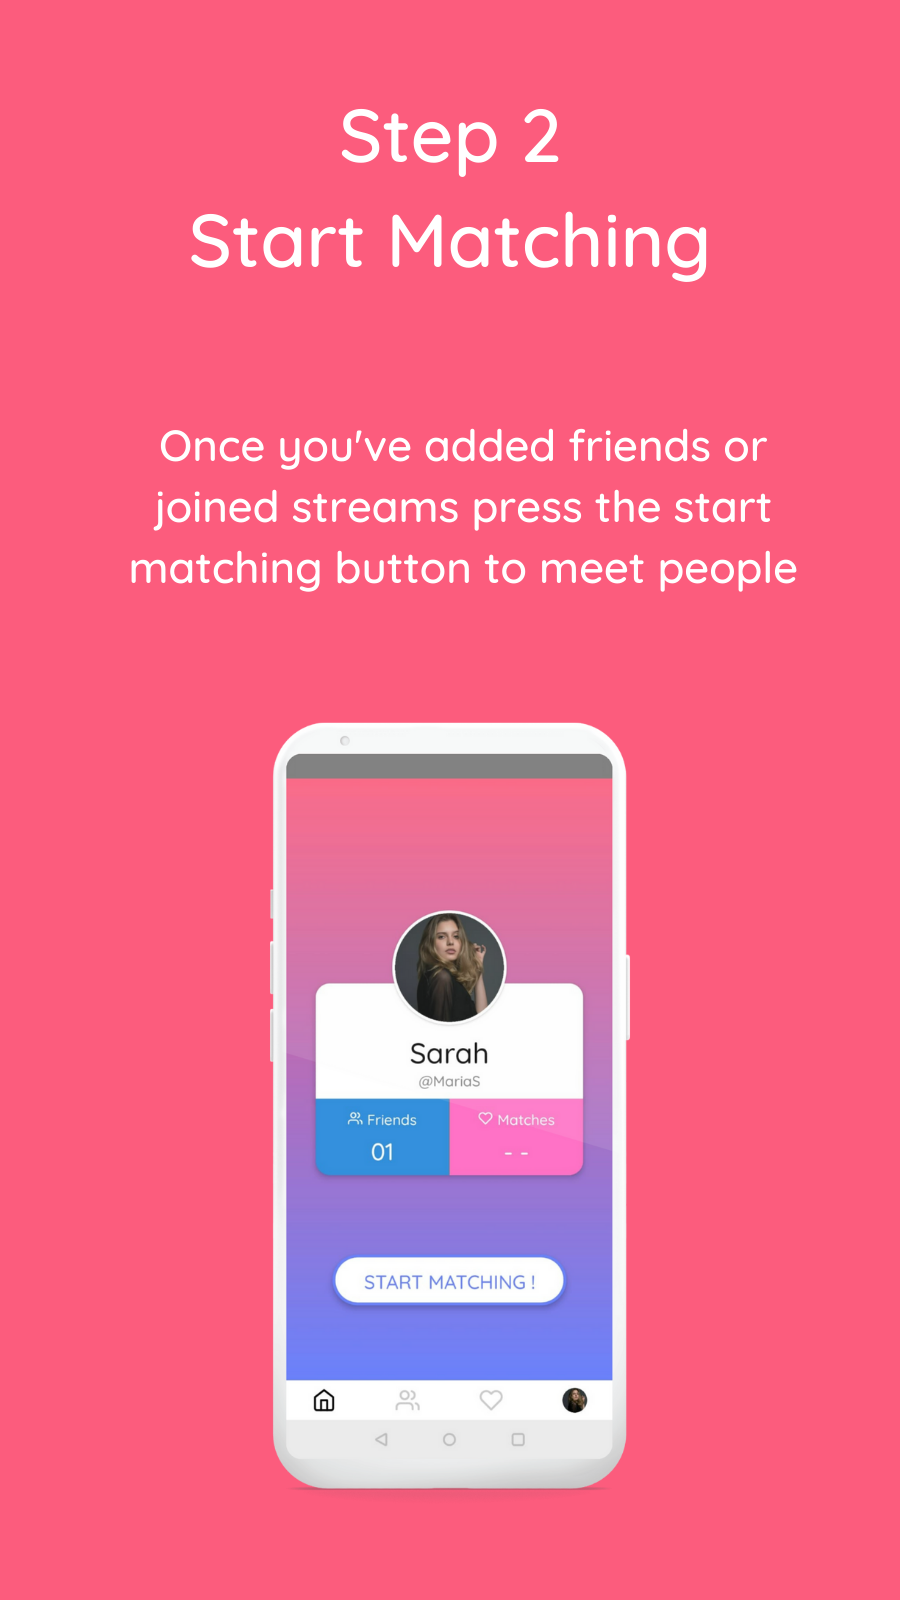 Step 2
Start Matching
Once you've added friends or
joined streams press the start
matching button to meet people
Sarah
@MariaS
Friends
Matches
01
- -
START MATCHING !